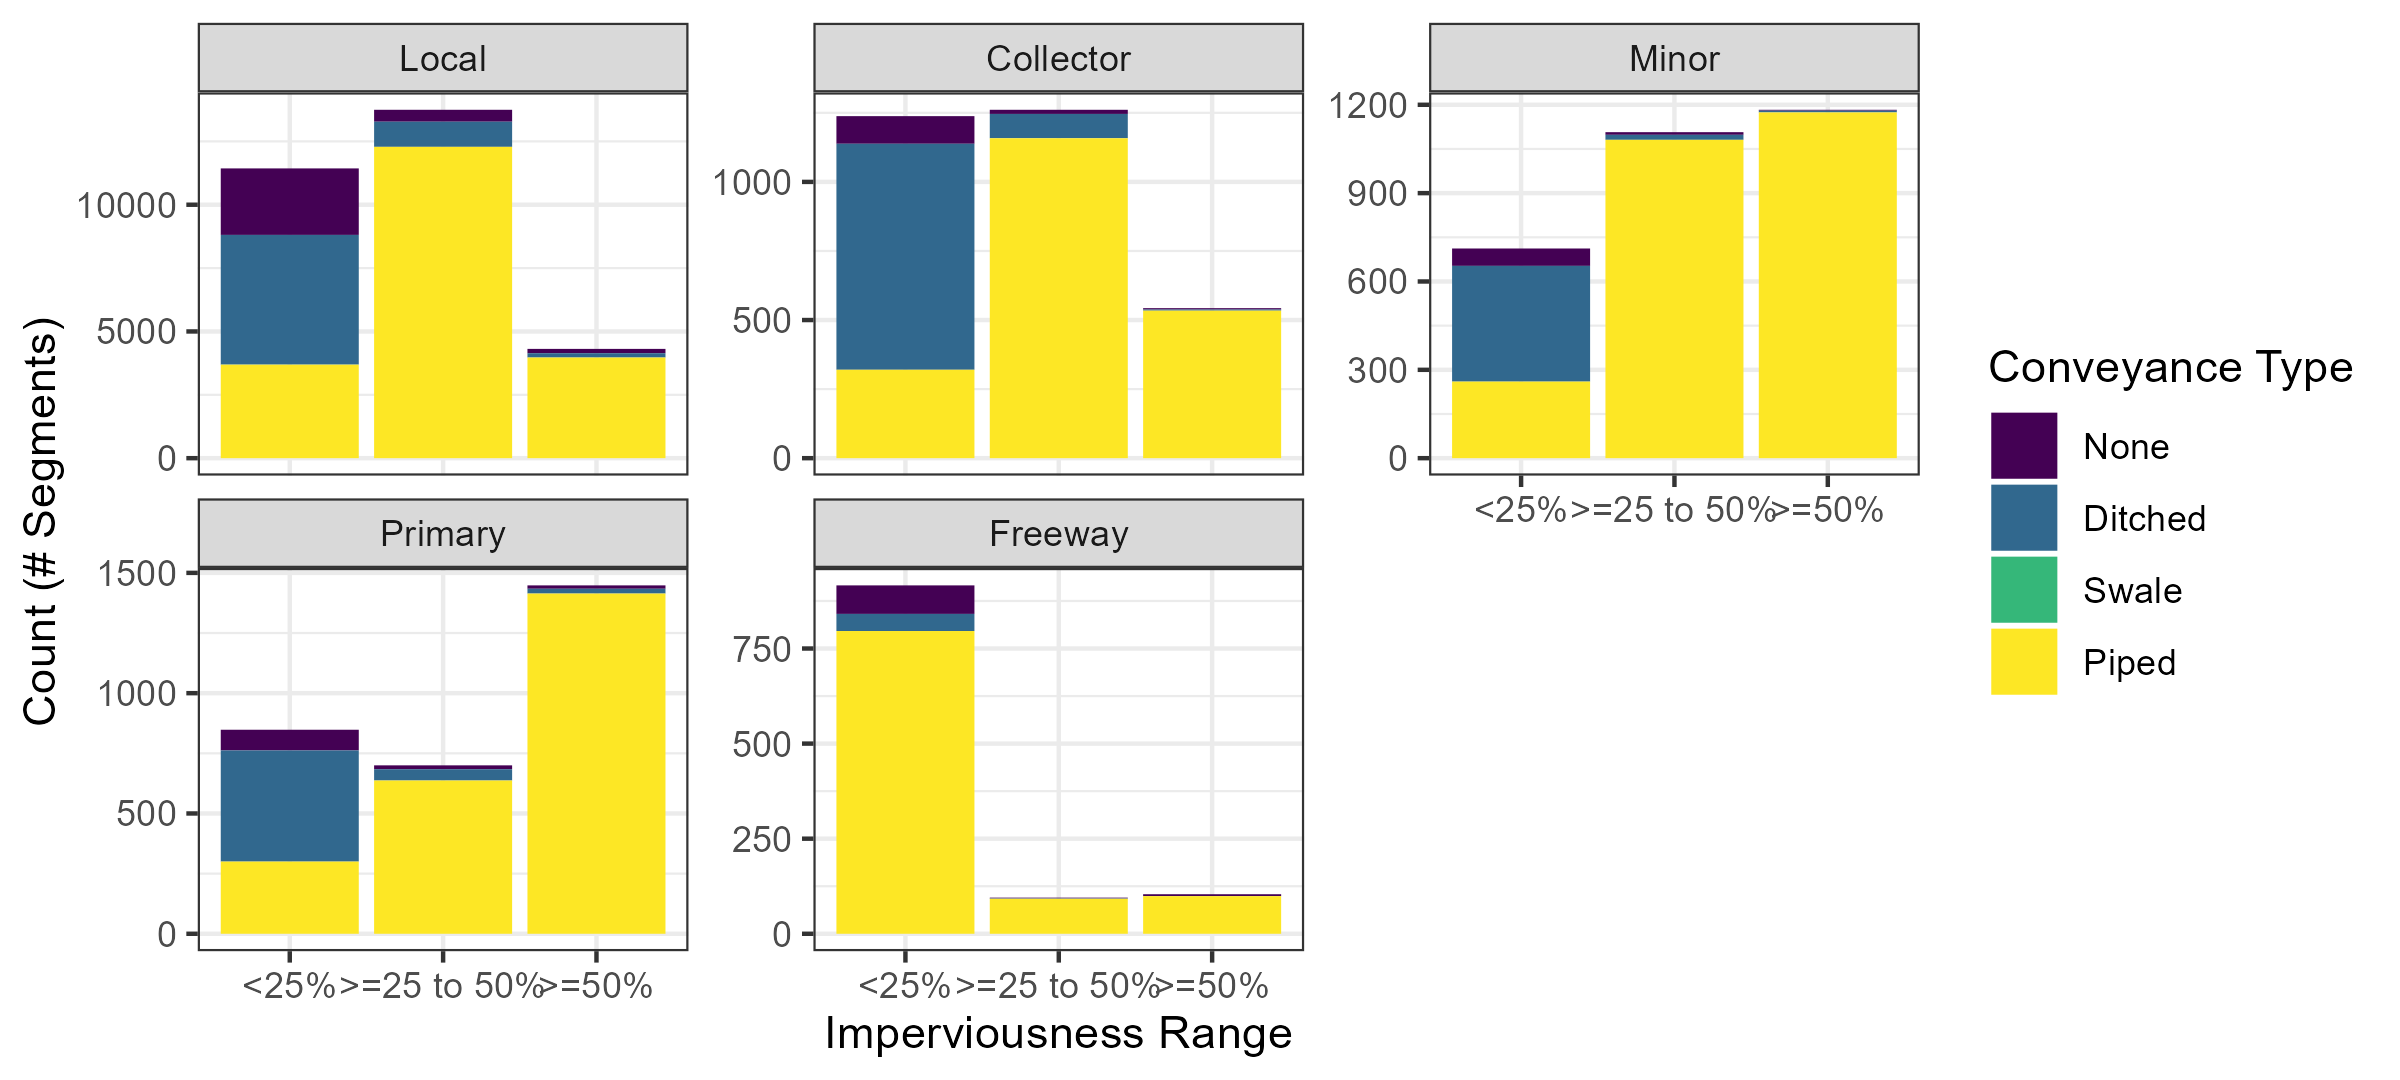 Local
Collector
Minor
10000
5000
0
1000
500
0
1200
900
600
300
0
<25% >=25 to 50% >=50%
Primary
Freeway
1500
1000
500
0
750
500
250
0
<25% >=25 to 50% >=50%
<25% >=25 to 50% >=50%
Imperviousness Range
Count (# Segments)
Conveyance Type
None
Ditched
Swale
Piped